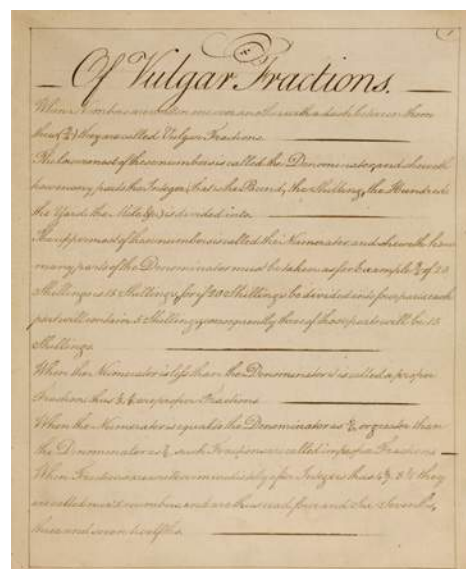 Of Vulgar Fractions.
When Numbers are written one over another with a dash between them
thus (¾) they are called Vulgar Fractions
The lowermost of these numbers is called the Denominator, and sheweth
how many parts the Integer, that is the Pound, the Shilling, the Hundred
the Yard the Mile &c is divided into.
The uppermost of these numbers is called the Numerator and sheweth how
many parts of the Denominator must be taken as for Example ¾ of 20
Shillings is 15 Shillings, for if 20 Shillings be divided into four parts each
part will contain 5 Shillings, consequently three of those parts will be 15
Shillings.
When the Numerator is less than the Denominator it is called a proper
Fraction, thus are proper Fractions
When the Numerator is equal to the Denominator as or greater than
the Denominator as such Fractions are called improper Fractions
When Fractions are written immediately after Integers thus they
are called mixt numbers and are thus read four and Six Sevenths,
three and seven twelfths.